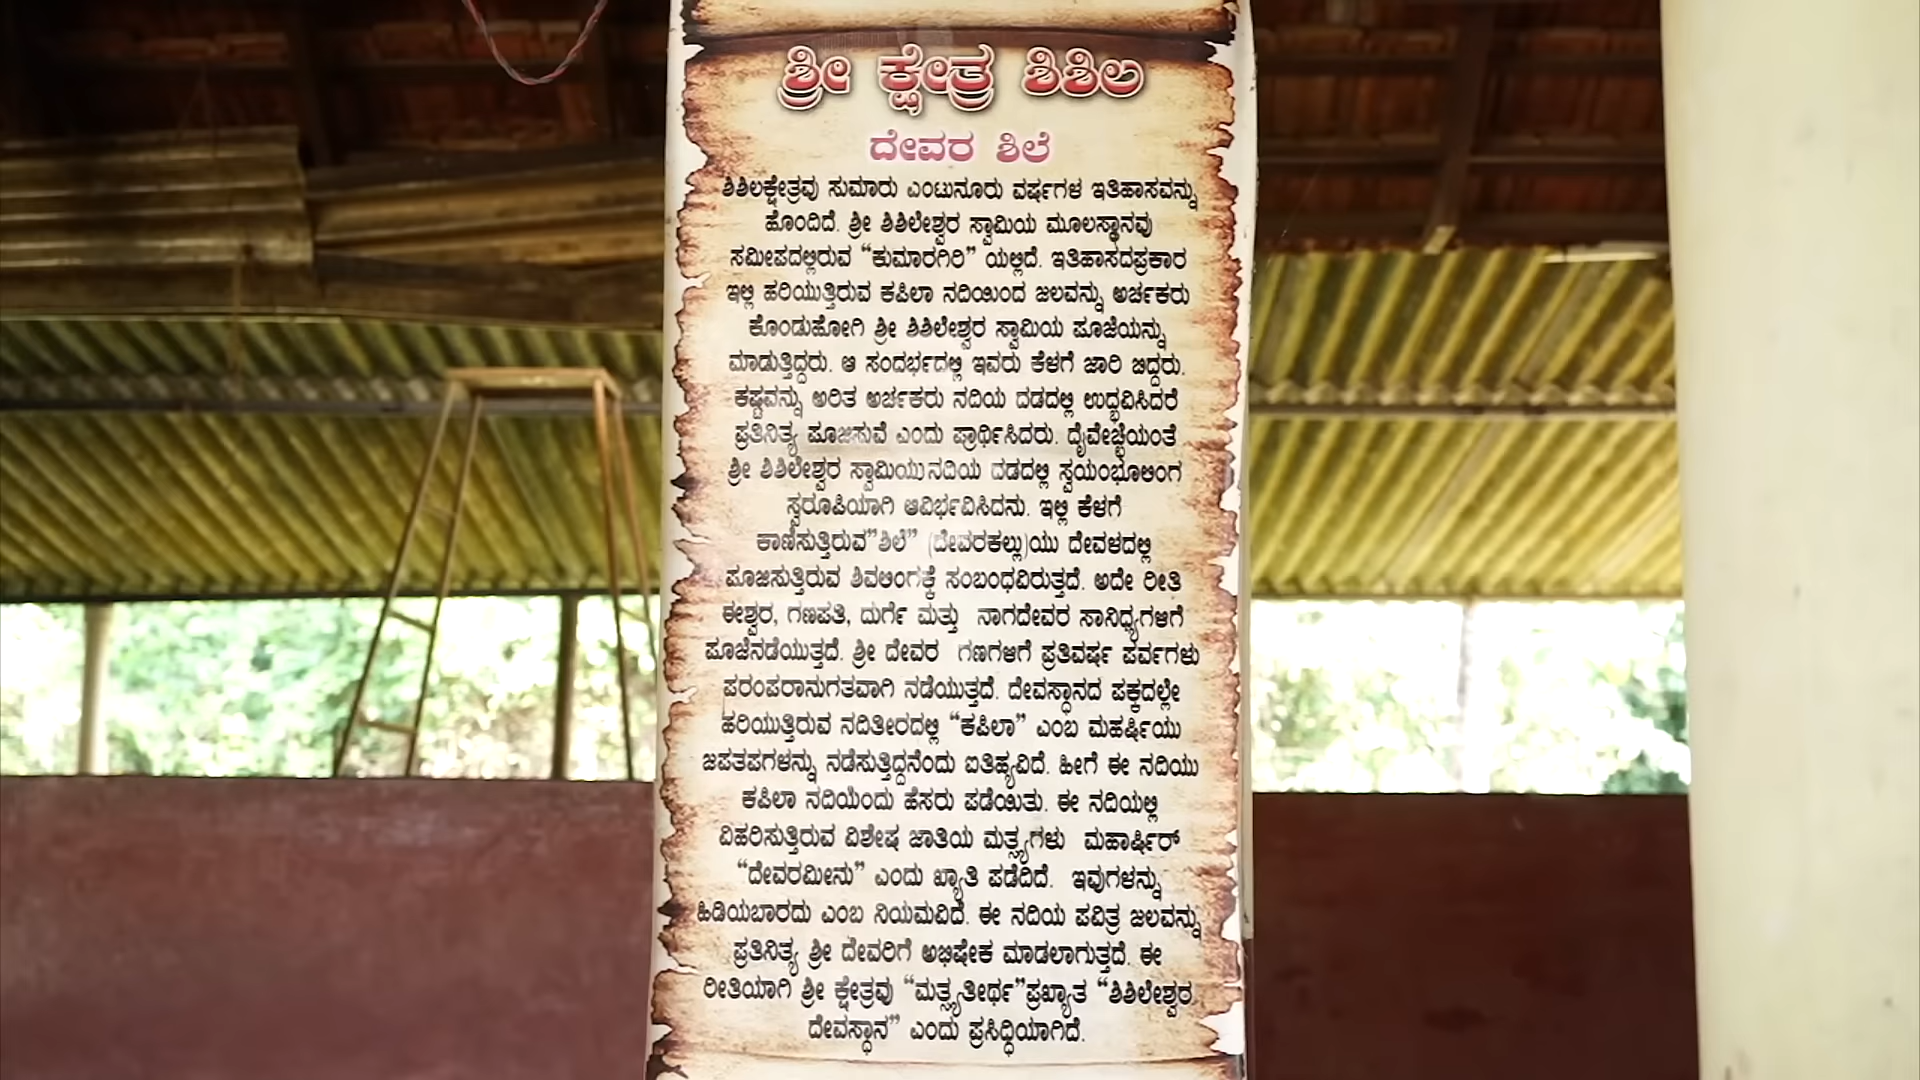 ಶ್ರೀ ಕ್ಷೇತ್ರ ಶಿಶಿಲ
ದೇವರ ಶಿಲೆ
ಶಿಶಿಲಕ್ಷೇತ್ರವು ಸುಮಾರು ಎಂಟುನೂರು ವರ್ಷಗಳ ಇತಿಹಾಸವನ್ನು
ಹೊಂದಿದೆ. ಶ್ರೀ ಶಿಶಿಲೇಶ್ವರ ಸ್ವಾಮಿಯ ಮೂಲಸ್ಥಾನವು
ಸಮೀಪದಲ್ಲಿರುವ “ಕುಮಾರಗಿರಿ” ಯಲ್ಲಿದೆ. ಇತಿಹಾಸದಪ್ರಕಾರ
ಇಲ್ಲಿ ಹರಿಯುತ್ತಿರುವ ಕಪಿಲಾ ನದಿಯಿಂದ ಜಲವನ್ನು ಅರ್ಚಕರು
ಕೊಂಡುಹೋಗಿ ಶ್ರೀ ಶಿಶಿಲೇಶ್ವರ ಸ್ವಾಮಿಯ ಪೂಜೆಯನ್ನು
ಮಾಡುತ್ತಿದ್ದರು. ಆ ಸಂದರ್ಭದಲ್ಲಿ ಇವರು ಕೆಳಗೆ ಜಾರಿ ಬಿದ್ದರು.
ಕಷ್ಟವನ್ನು ಅರಿತ ಅರ್ಚಕರು ನದಿಯ ದಡದಲ್ಲಿ ಉದ್ಭವಿಸಿದರೆ
ಪ್ರತಿನಿತ್ಯ ಪೂಜಿಸುವೆ ಎಂದು ಪ್ರಾರ್ಥಿಸಿದರು. ದೈವೇಚ್ಛೆಯಂತೆ
ಶ್ರೀ ಶಿಶಿಲೇಶ್ವರ ಸ್ವಾಮಿಯು ನದಿಯ ದಡದಲ್ಲಿ ಸ್ವಯಂಭೂಲಿಂಗ
ಸ್ವರೂಪಿಯಾಗಿ ಆವಿರ್ಭವಿಸಿದನು. ಇಲ್ಲಿ ಕೆಳಗೆ
ಕಾಣಿಸುತ್ತಿರುವ”ಶಿಲೆ” (ದೇವರಕಲ್ಲು)ಯು ದೇವಳದಲ್ಲಿ
ಪೂಜಿಸುತ್ತಿರುವ ಶಿವಲಿಂಗಕ್ಕೆ ಸಂಬಂಧವಿರುತ್ತದೆ. ಅದೇ ರೀತಿ
ಈಶ್ವರ, ಗಣಪತಿ, ದುರ್ಗೆ ಮತ್ತು ನಾಗದೇವರ ಸಾನಿಧ್ಯಗಳಿಗೆ
ಪೂಜೆನಡೆಯುತ್ತದೆ. ಶ್ರೀ ದೇವರ ಗಣಗಳಿಗೆ ಪ್ರತಿವರ್ಷ ಪರ್ವಗಳು
ಪರಂಪರಾನುಗತವಾಗಿ ನಡೆಯುತ್ತದೆ. ದೇವಸ್ಥಾನದ ಪಕ್ಕದಲ್ಲೇ
ಹರಿಯುತ್ತಿರುವ ನದಿತೀರದಲ್ಲಿ “ಕಪಿಲಾ” ಎಂಬ ಮಹರ್ಷಿಯು
ಜಪತಪಗಳನ್ನು ನಡೆಸುತ್ತಿದ್ದನೆಂದು ಐತಿಹ್ಯವಿದೆ. ಹೀಗೆ ಈ ನದಿಯು
ಕಪಿಲಾ ನದಿಯೆಂದು ಹೆಸರು ಪಡೆಯಿತು. ಈ ನದಿಯಲ್ಲಿ
ವಿಹರಿಸುತ್ತಿರುವ ವಿಶೇಷ ಜಾತಿಯ ಮತ್ಸ್ಯಗಳು ಮಹಾರ್ಷಿರ್
“ದೇವರಮೀನು” ಎಂದು ಖ್ಯಾತಿ ಪಡೆದಿದೆ. ಇವುಗಳನ್ನು
ಹಿಡಿಯಬಾರದು ಎಂಬ ನಿಯಮವಿದೆ. ಈ ನದಿಯ ಪವಿತ್ರ ಜಲವನ್ನು
ಪ್ರತಿನಿತ್ಯ ಶ್ರೀ ದೇವರಿಗೆ ಅಭಿಷೇಕ ಮಾಡಲಾಗುತ್ತದೆ. ಈ
ರೀತಿಯಾಗಿ ಶ್ರೀ ಕ್ಷೇತ್ರವು “ಮತ್ಸ್ಯತೀರ್ಥ”ಪ್ರಖ್ಯಾತ “ಶಿಶಿಲೇಶ್ವರ
ದೇವಸ್ಥಾನ” ಎಂದು ಪ್ರಸಿದ್ಧಿಯಾಗಿದೆ.